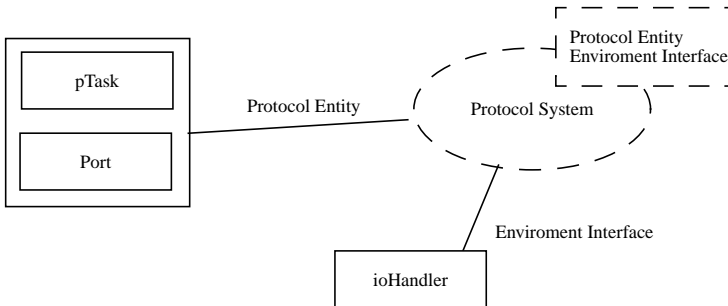 Protocol Entity
Enviroment Interface
pTask
Protocol Entity
Protocol System
Port
Enviroment Interface
ioHandler